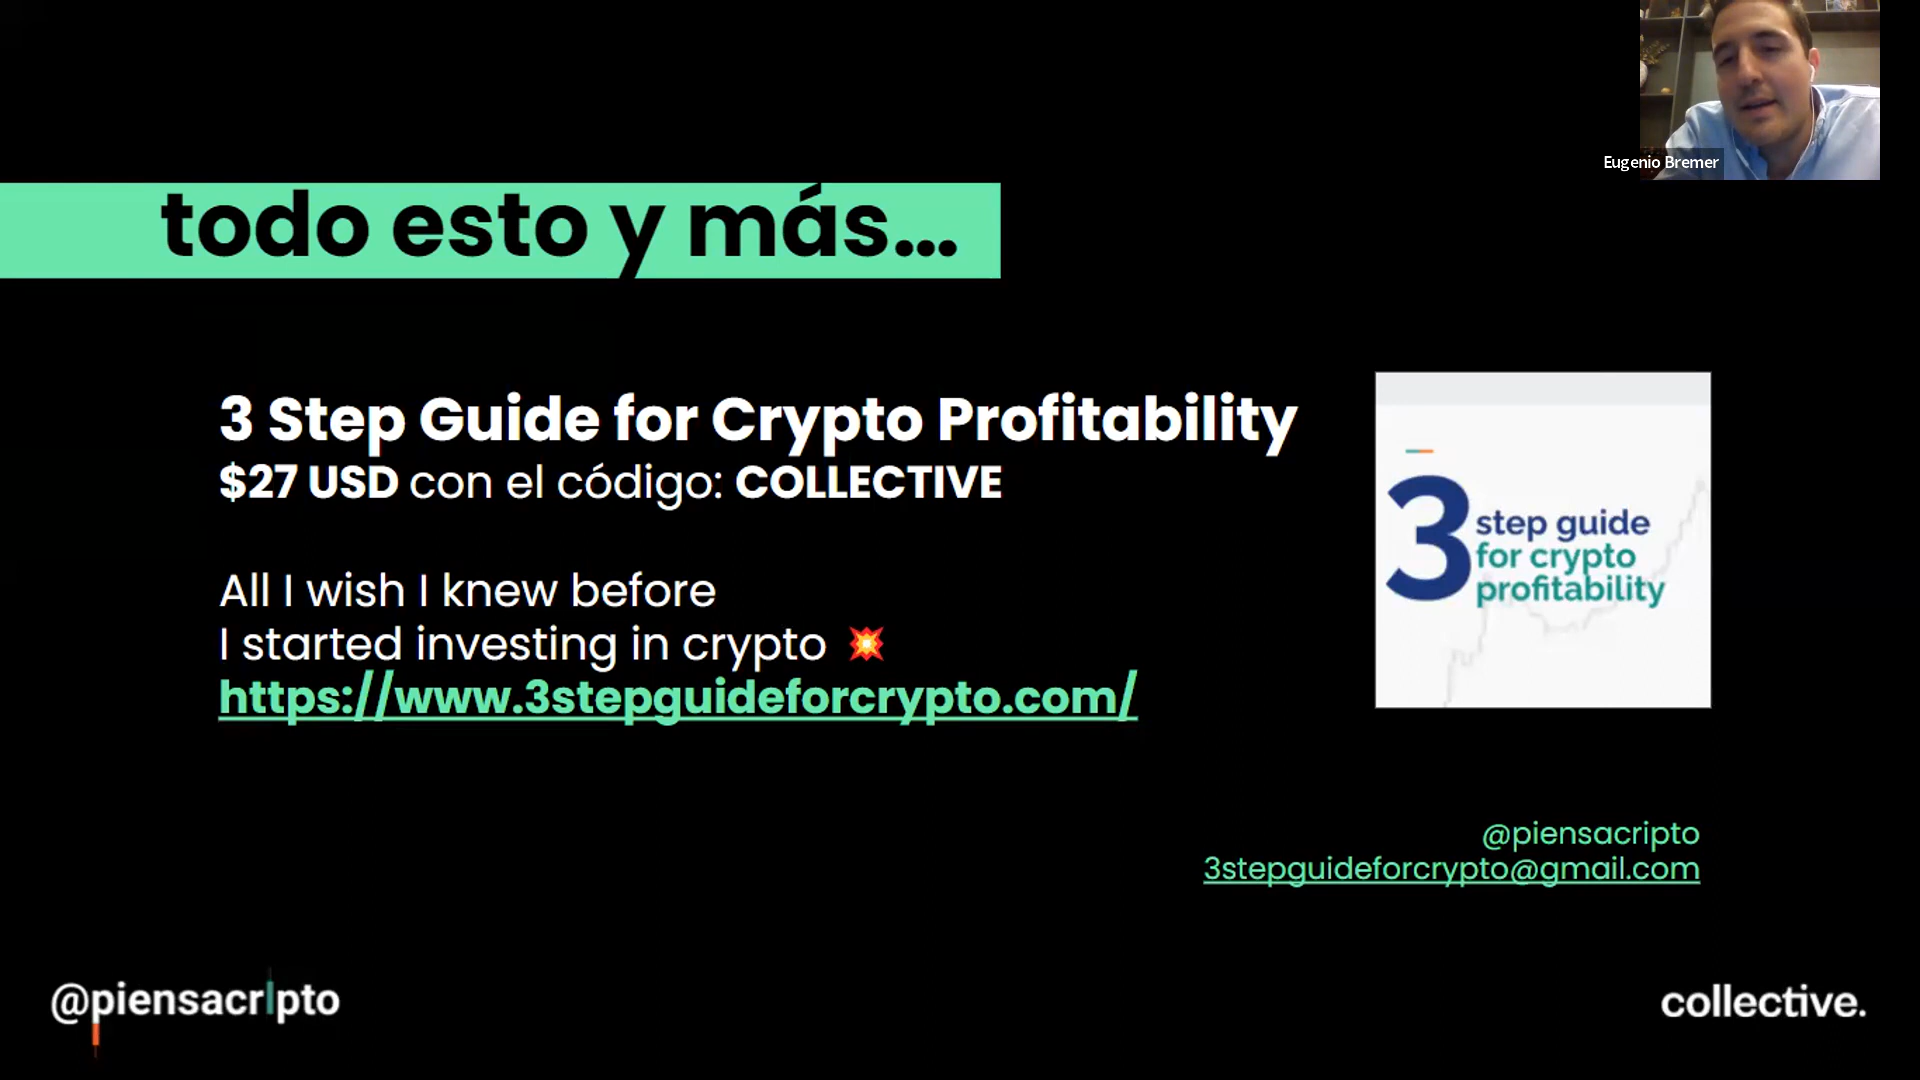 Eugenio Bremer
todo esto y más...
3 Step Guide for Crypto Profitability
$27 USD con el código: COLLECTIVE
All I wish I knew before
I started investing in crypto 💥
https://www.3stepguideforcrypto.com/
3 step guide
for crypto
profitability
@piensacripto
3stepguideforcrypto@gmail.com
@piensacripto
collective.